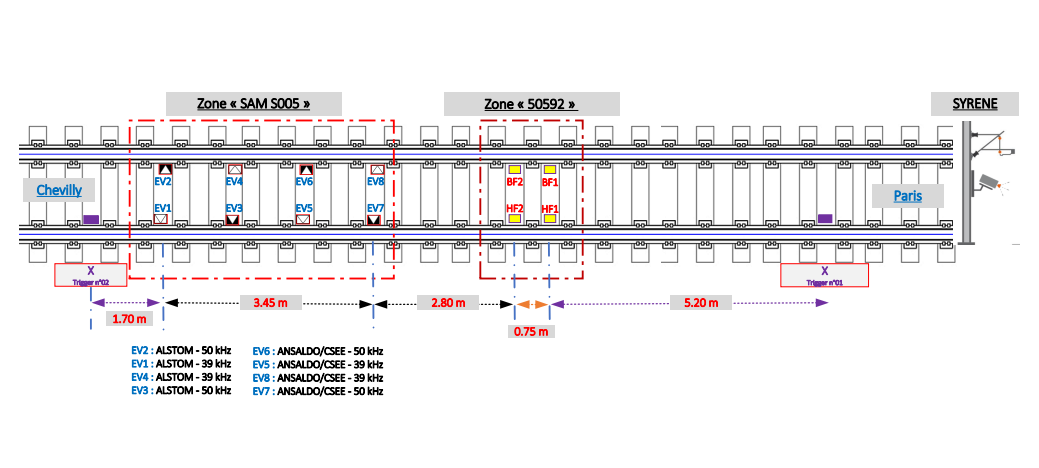 Zone « SAM S005 »
Zone « 50592 »
SYRENE
Chevilly
EV2
EV4
EV6
EV8
BF2
BF1
Paris
EV1
EV3
EV5
EV7
HF2
HF1
X
Trigger n°02
X
Trigger n°01
1.70 m
3.45 m
2.80 m
0.75 m
5.20 m
EV2 : ALSTOM - 50 kHz
EV1 : ALSTOM - 39 kHz
EV4 : ALSTOM - 39 kHz
EV3 : ALSTOM - 50 kHz
EV6 : ANSALDO/CSEE - 50 kHz
EV5 : ANSALDO/CSEE - 39 kHz
EV8 : ANSALDO/CSEE - 39 kHz
EV7 : ANSALDO/CSEE - 50 kHz